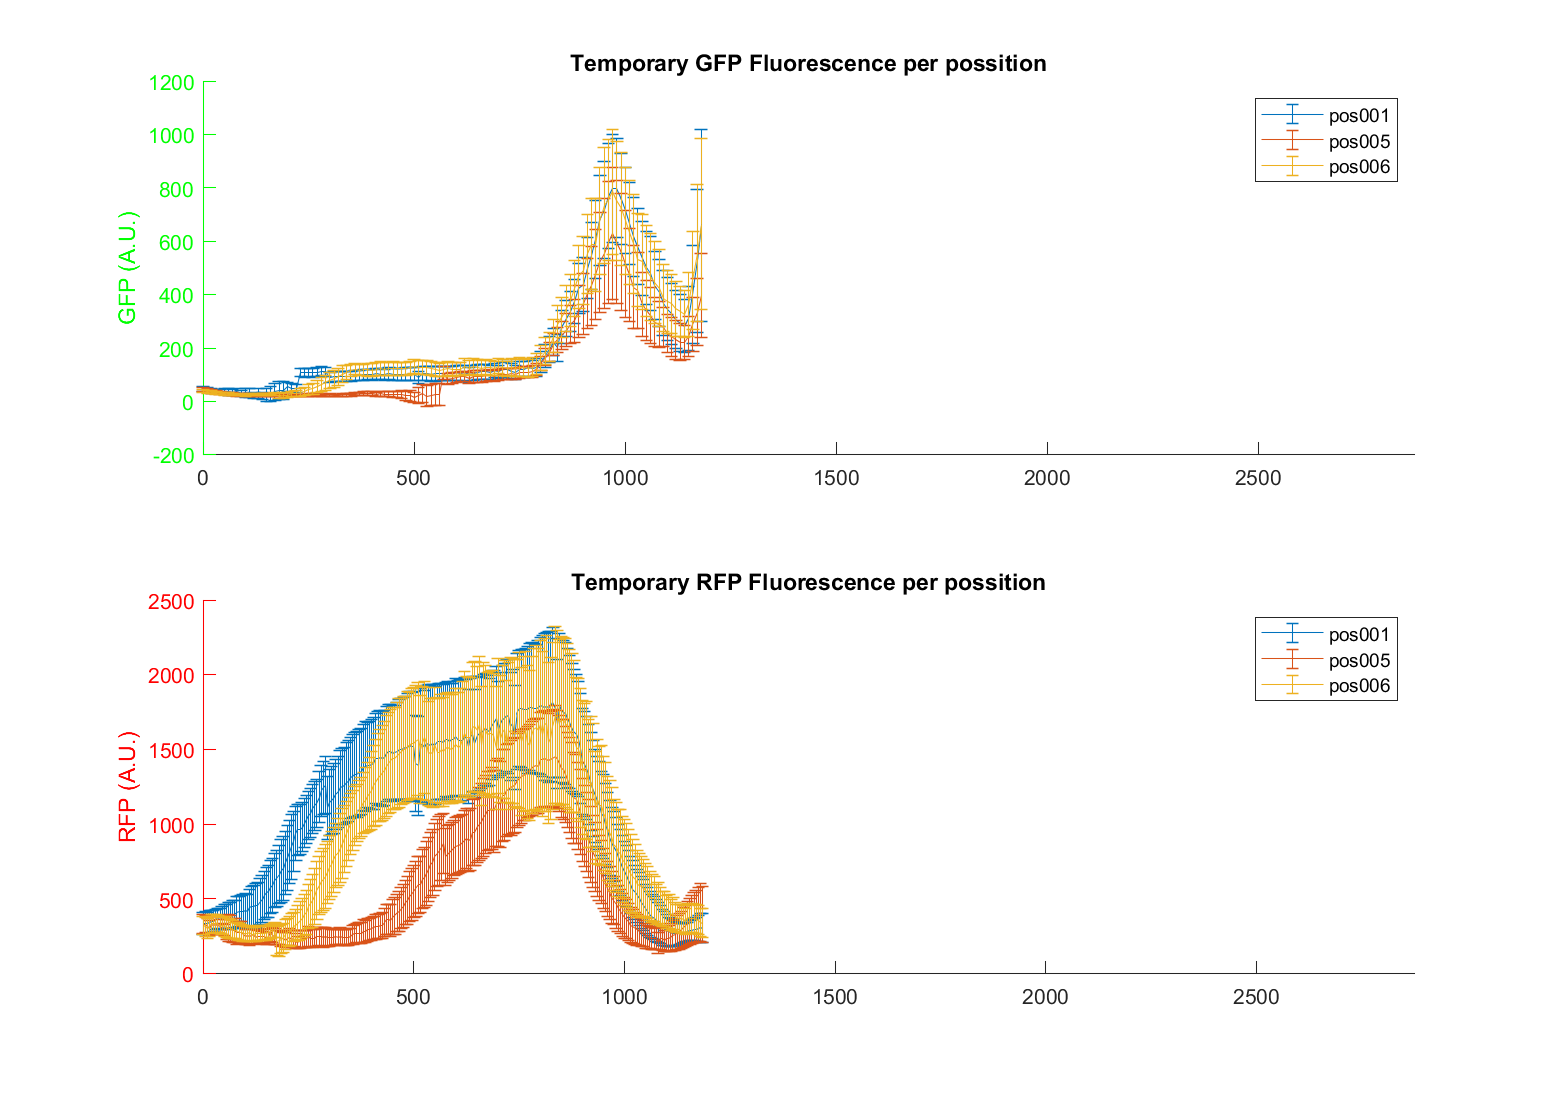 Temporary GFP Fluorescence per possition
1200
1000
800
600
400
200
0
-200
GFP (A.U.)
0 500 1000 1500 2000 2500
pos001
pos005
pos006
Temporary RFP Fluorescence per possition
2500
2000
1500
1000
500
0
RFP (A.U.)
0 500 1000 1500 2000 2500
pos001
pos005
pos006